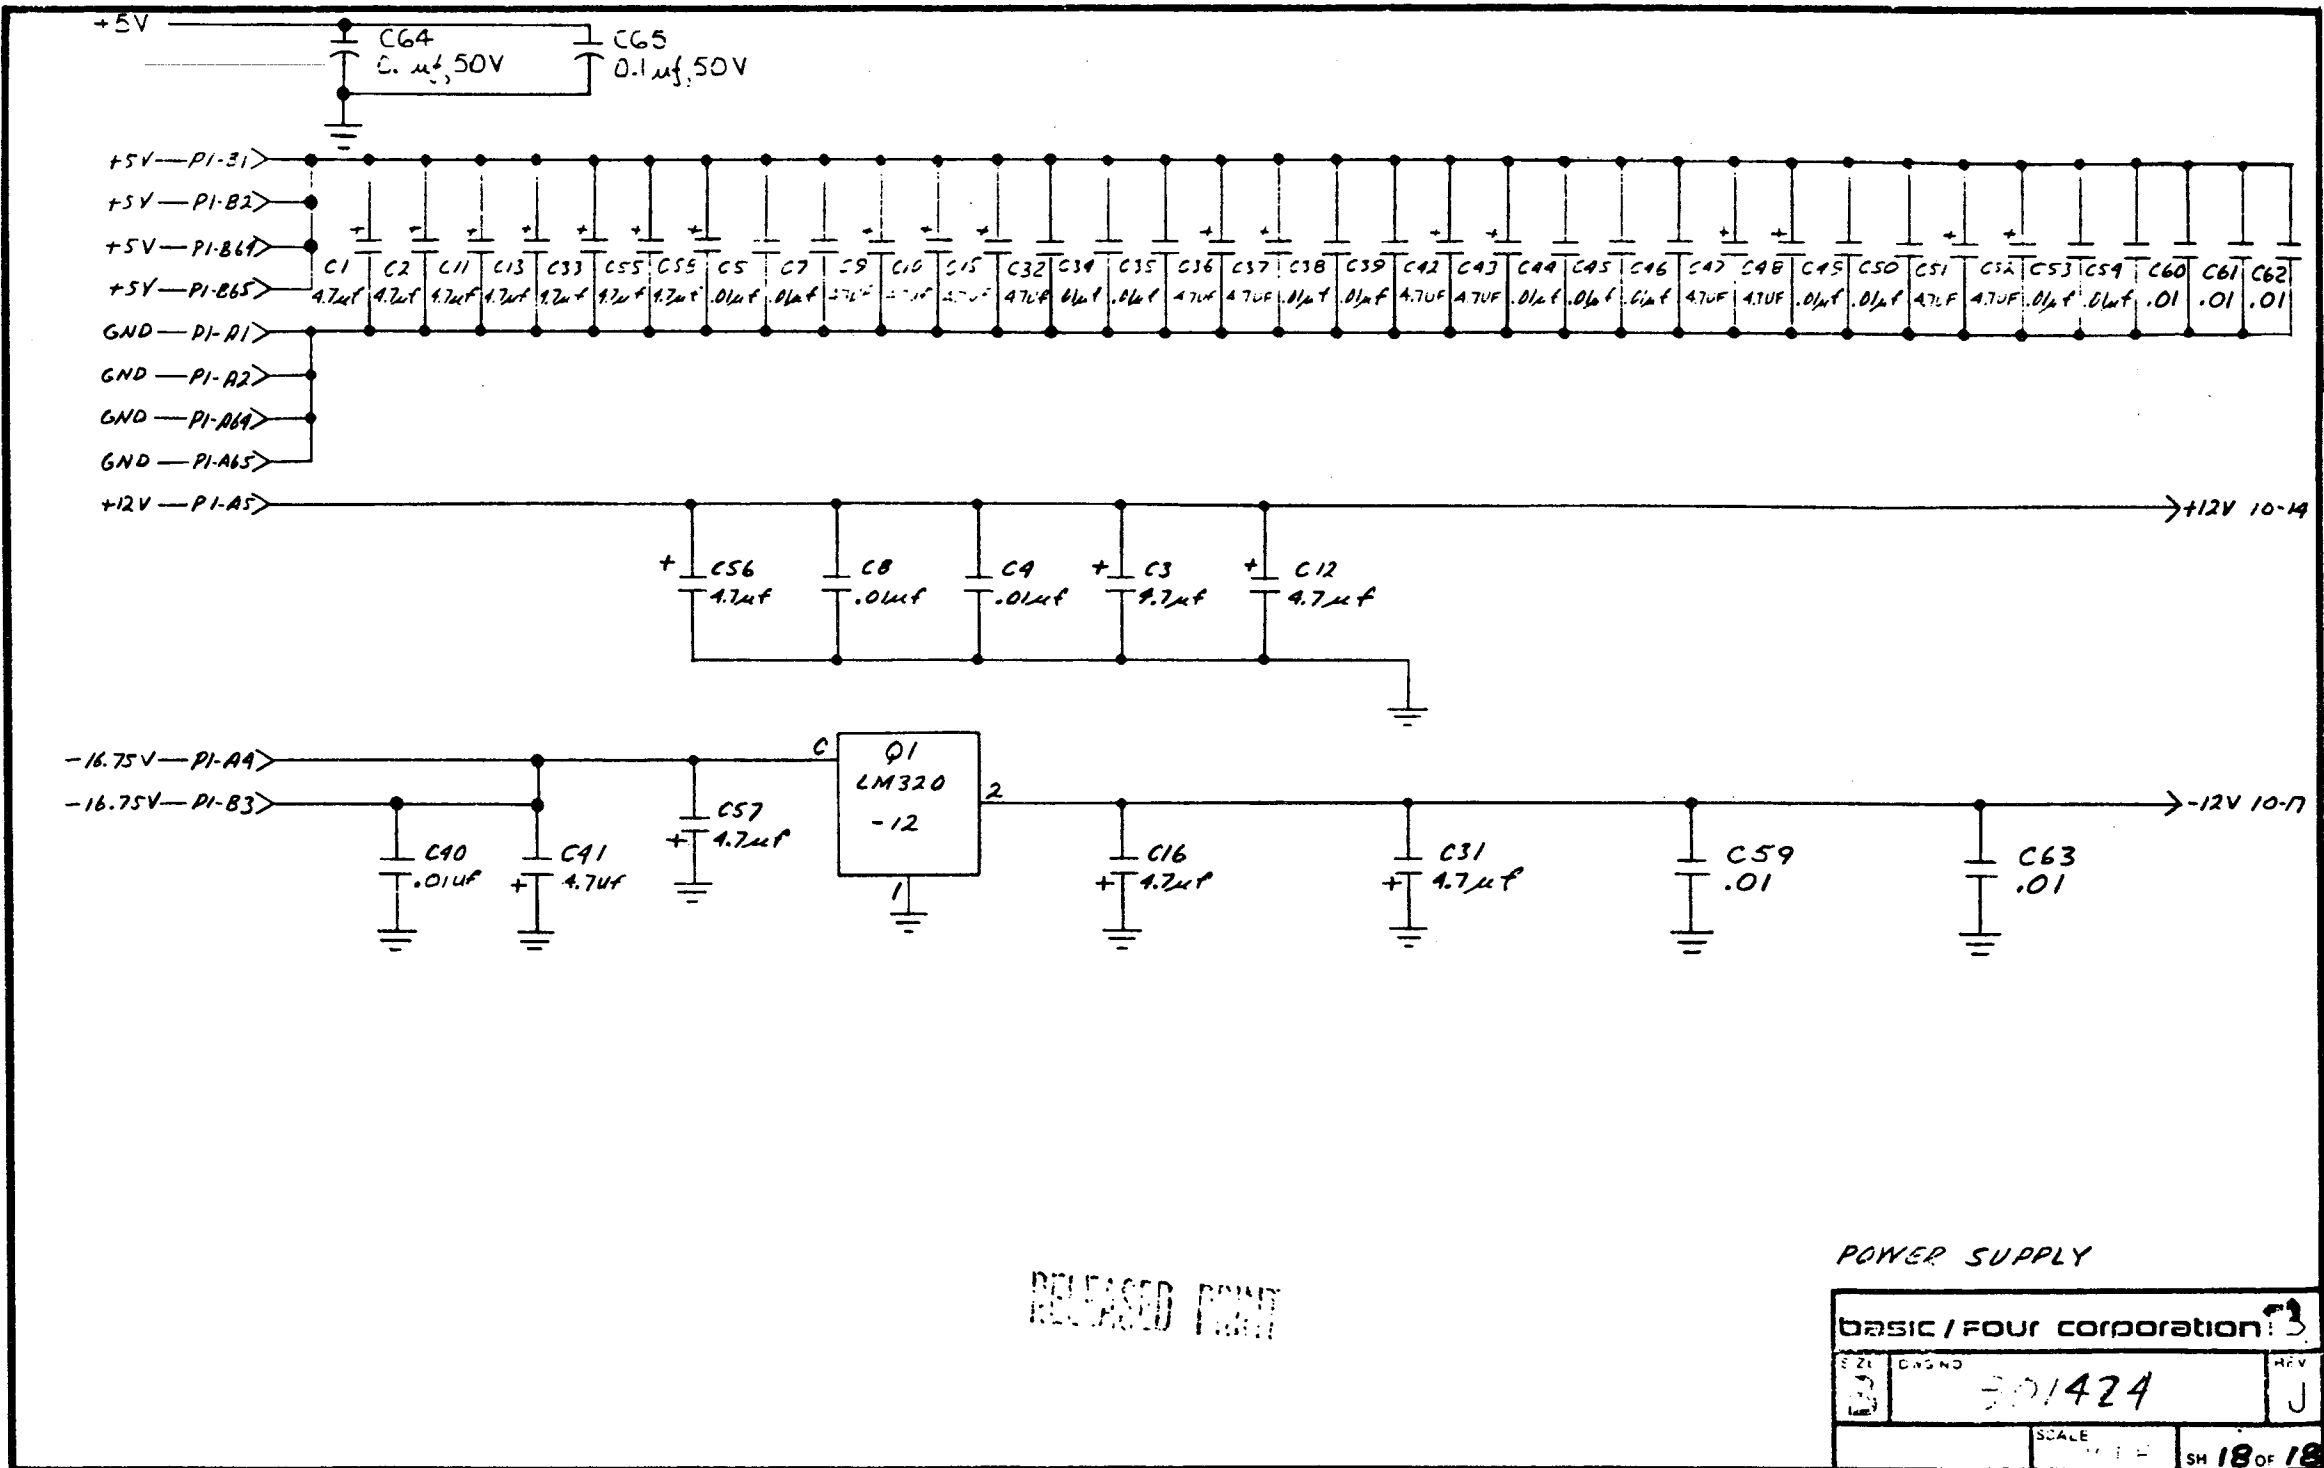 +5V
C64
50V
C65
0.1 µf, 50V
+5V — P1-B1
+5V — P1-B2
+5V — P1-B64
+5V — P1-B65
GND — P1-A1
GND — P1-A2
GND — P1-A64
GND — P1-A65
C1 C2 C11 C13 C33 C55 C5 C7 C9 C10 C15 C32 C34 C35 C36 C37 C38 C39 C42 C43 C44 C45 C46 C47 C48 C49 C50 C51 C52 C53 C54 C60 C61 C62
4.7µf 4.7µf 4.7µf 4.7µf 4.7µf 4.7µf 4.7µf .01µf .01µf 4.7UF .01µf .01µf 4.7UF 4.7UF .01µf .01µf 4.7UF 4.7UF .01µf .01µf .01µf 4.7UF 4.7UF .01µf .01µf 4.7UF 4.7UF .01µf .01µf .01 .01 .01
+12V — P1-A5
+12V 10-14
+ C56
4.7µf
C8
.01µf
C4
.01µf
+ C3
4.7µf
+ C12
4.7µf
-16.75V — P1-A4
-16.75V — P1-B3
C40
.01uf
C41
+ 4.7uf
C57
+ 4.7µf
C
Q1
LM320
-12
2
1
C16
+ 4.7µf
C31
+ 4.7µf
C59
.01
C63
.01
-12V 10-17
RELEASED PRINT
POWER SUPPLY
basic/Four corporation
SIZE
B
DWG NO
901424
REV
J
SCALE
SH 18 OF 18